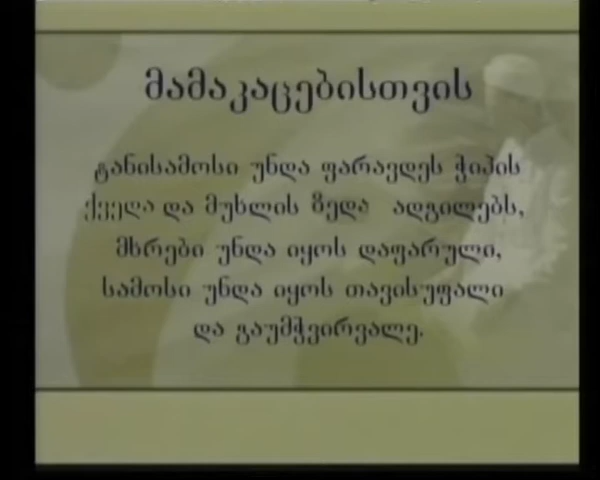 მამაკაცებისთვის
ტანისამოსი უნდა ფარავდეს ჭიპის
ქვედა და მუხლის ზედა ადგილებს,
მხრები უნდა იყოს დაფარული,
სამოსი უნდა იყოს თავისუფალი
და გაუმჭვირვალე.